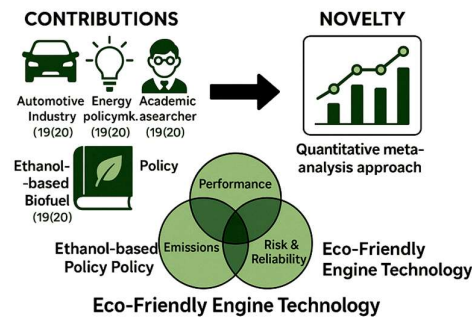 CONTRIBUTIONS
NOVELTY
Automotive
Industry
(19(20)
Energy
policymk.
(19(20)
Academic
.asearcher
(19(20)
Quantitative meta-
analysis approach
Ethanol-
-based
Biofuel
(19(20)
Policy
Performance
Emissions
Risk &
Reliability
Ethanol-based
Policy Policy
Eco-Friendly
Engine Technology
Eco-Friendly Engine Technology